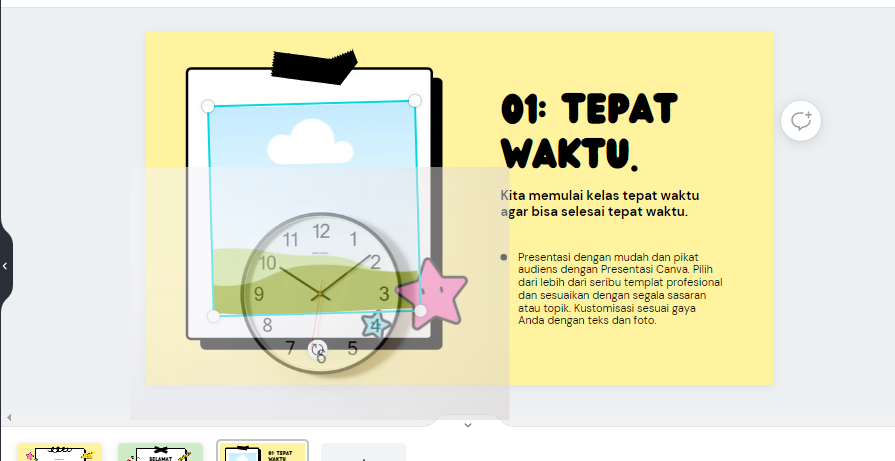 01: TEPAT
WAKTU.
Kita memulai kelas tepat waktu
agar bisa selesai tepat waktu.
Presentasi dengan mudah dan pikat
audiens dengan Presentasi Canva. Pilih
dari lebih dari seribu templat profesional
dan sesuaikan dengan segala sasaran
atau topik. Kustomisasi sesuai gaya
Anda dengan teks dan foto.
12
11
1
10
2
9
3
8
4
7
6
5
SELAMAT
01: TEPAT
WAKTU